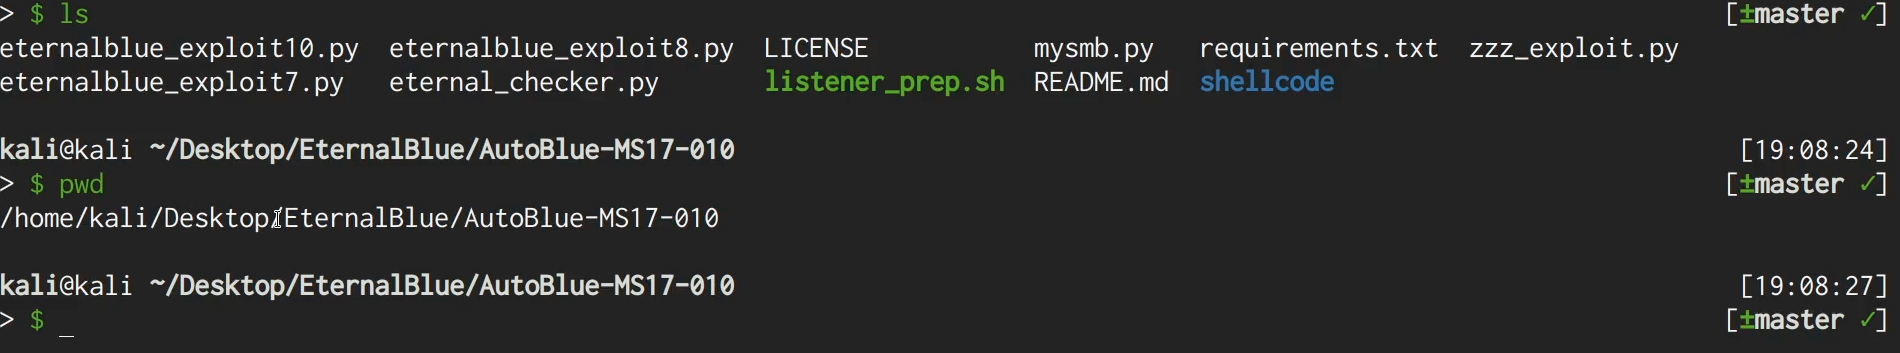 > $ ls [±master ✓]
eternalblue_exploit10.py eternalblue_exploit8.py LICENSE mysmb.py requirements.txt zzz_exploit.py
eternalblue_exploit7.py eternal_checker.py listener_prep.sh README.md shellcode
kali@kali ~/Desktop/EternalBlue/AutoBlue-MS17-010 [19:08:24]
> $ pwd [±master ✓]
/home/kali/Desktop/EternalBlue/AutoBlue-MS17-010
kali@kali ~/Desktop/EternalBlue/AutoBlue-MS17-010 [19:08:27]
> $ _ [±master ✓]